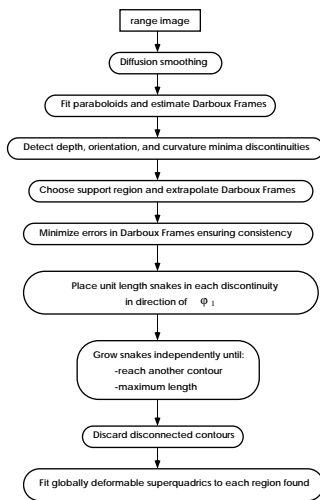 range image
Diffusion smoothing
Fit paraboloids and estimate Darboux Frames
Detect depth, orientation, and curvature minima discontinuities
Choose support region and extrapolate Darboux Frames
Minimize errors in Darboux Frames ensuring consistency
Place unit length snakes in each discontinuity
in direction of φ₁
Grow snakes independently until:
-reach another contour
-maximum length
Discard disconnected contours
Fit globally deformable superquadrics to each region found